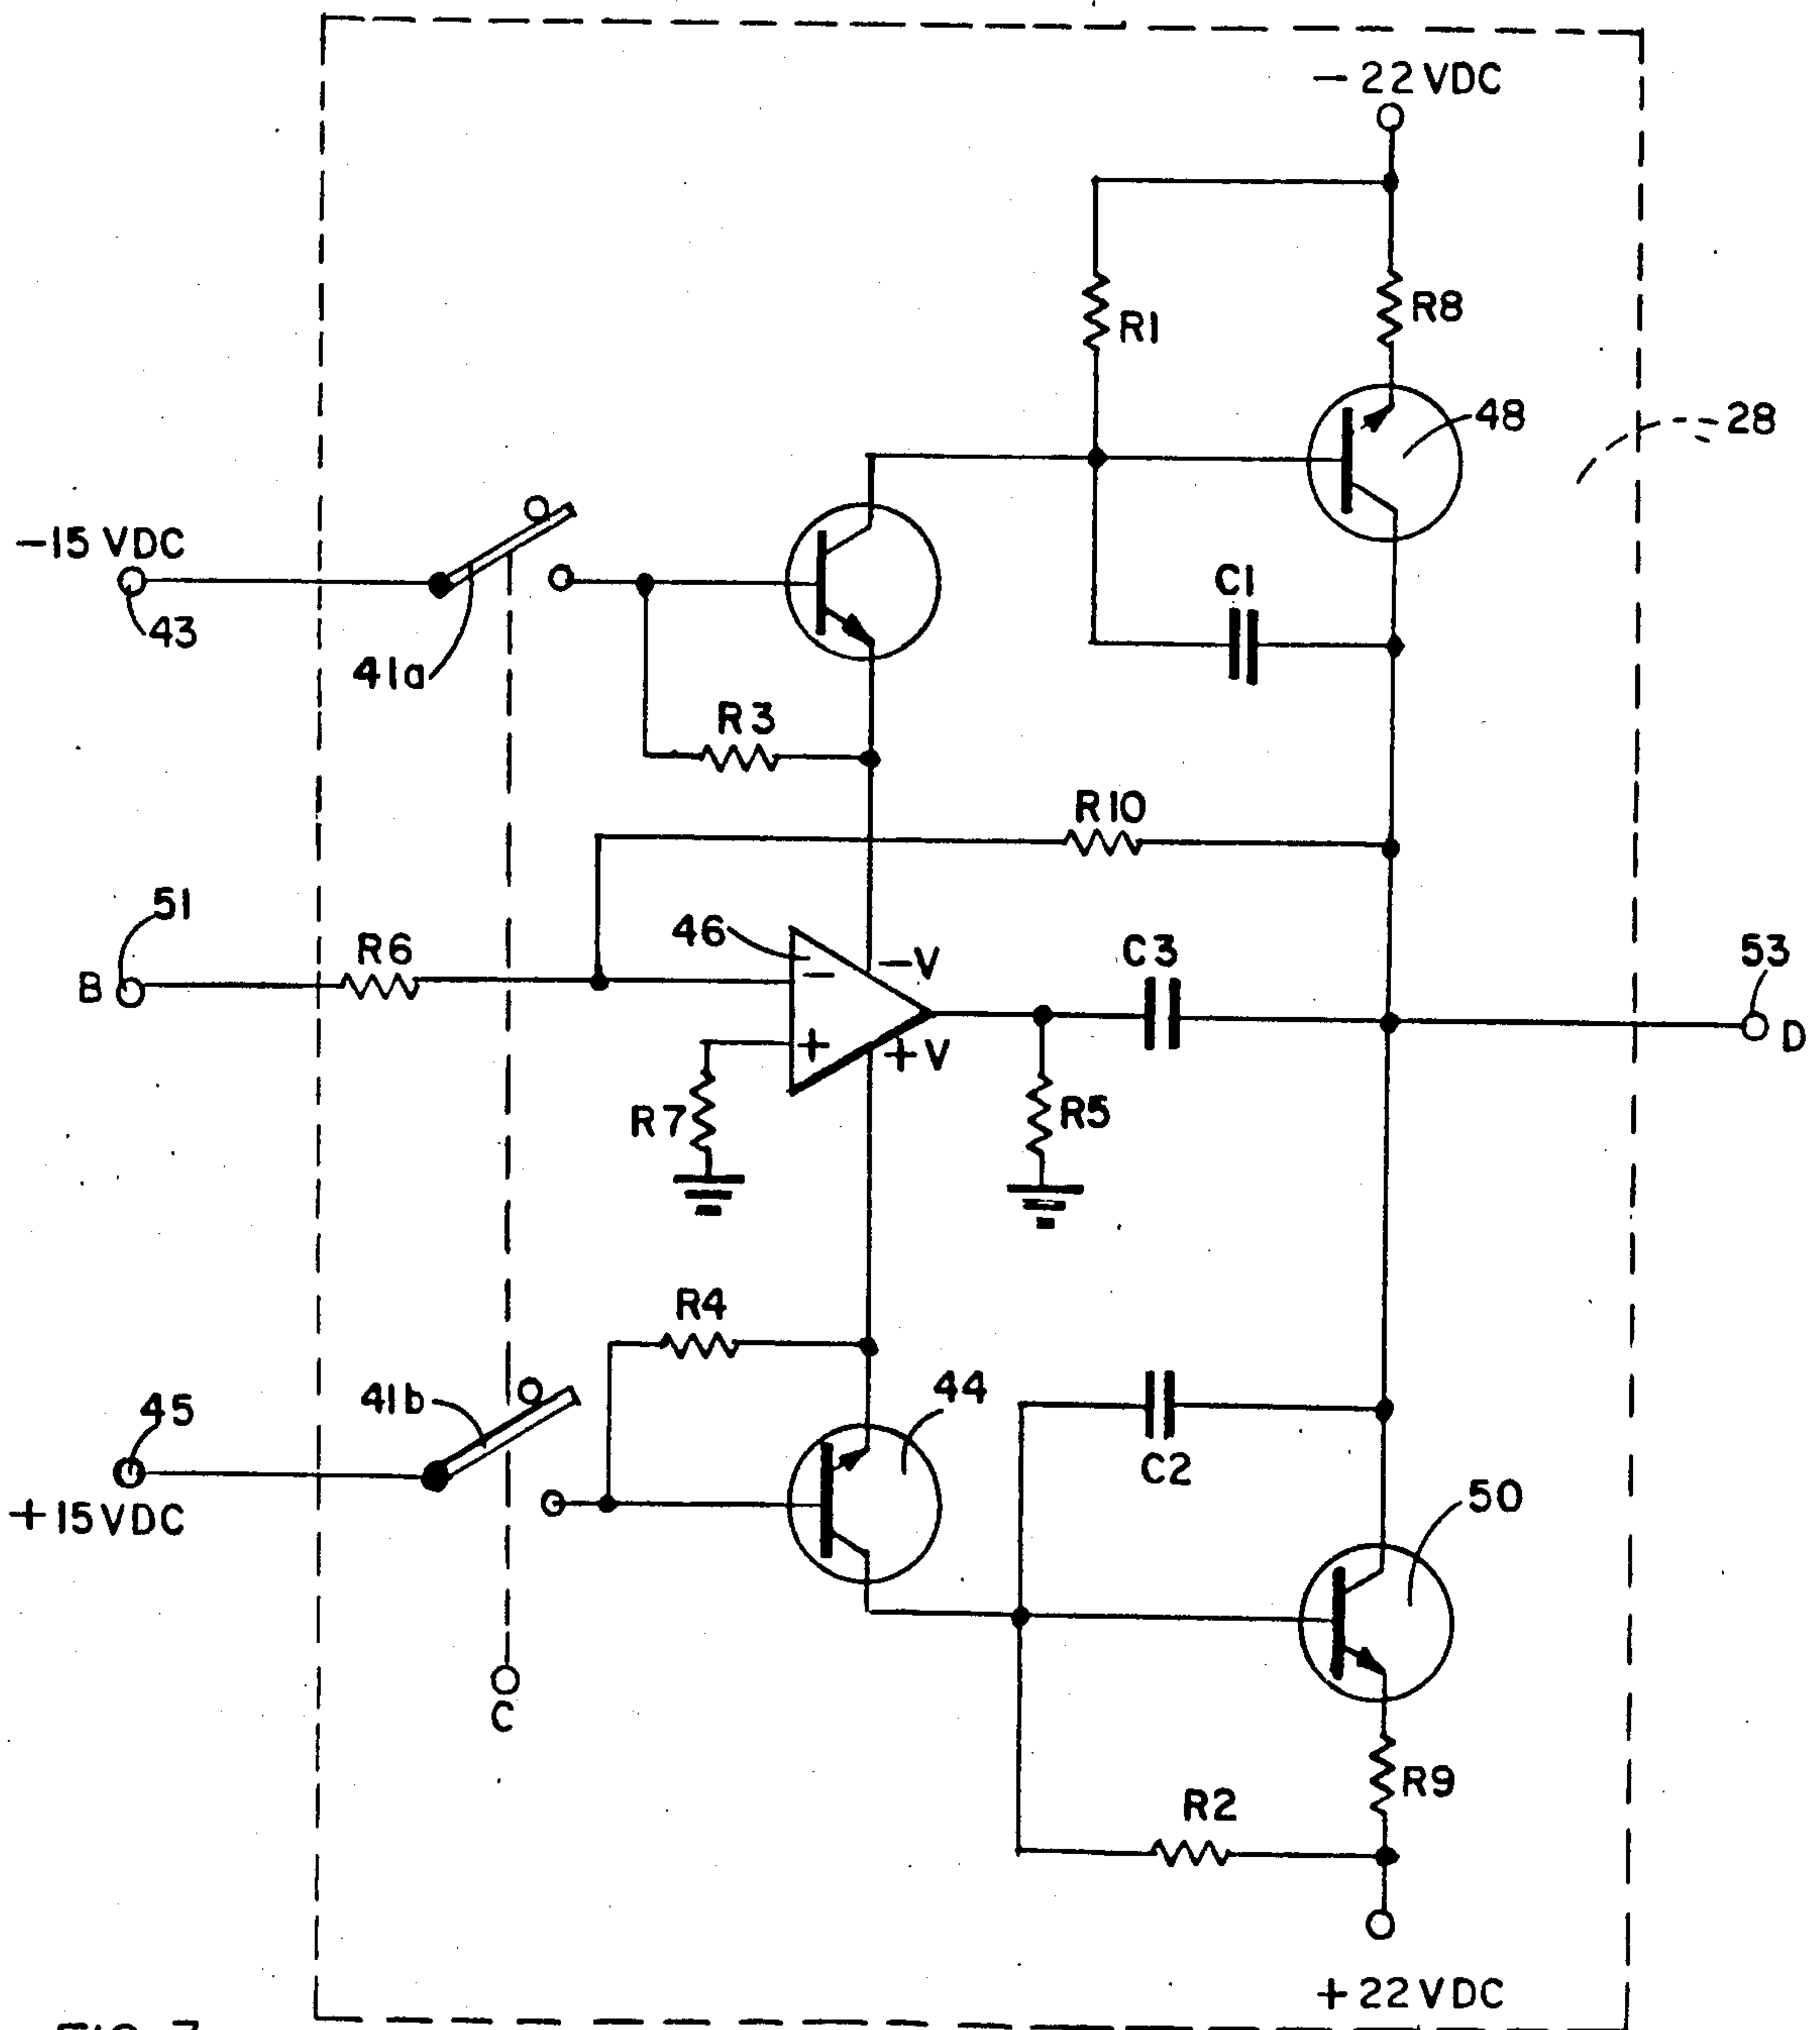 -22 VDC
R1
R8
48
28
-15 VDC
43
41a
C1
R3
R10
51
B
R6
46
-
-V
C3
53
D
+
+V
R7
R5
R4
44
41b
45
+15 VDC
C2
50
C
R9
R2
+22 VDC